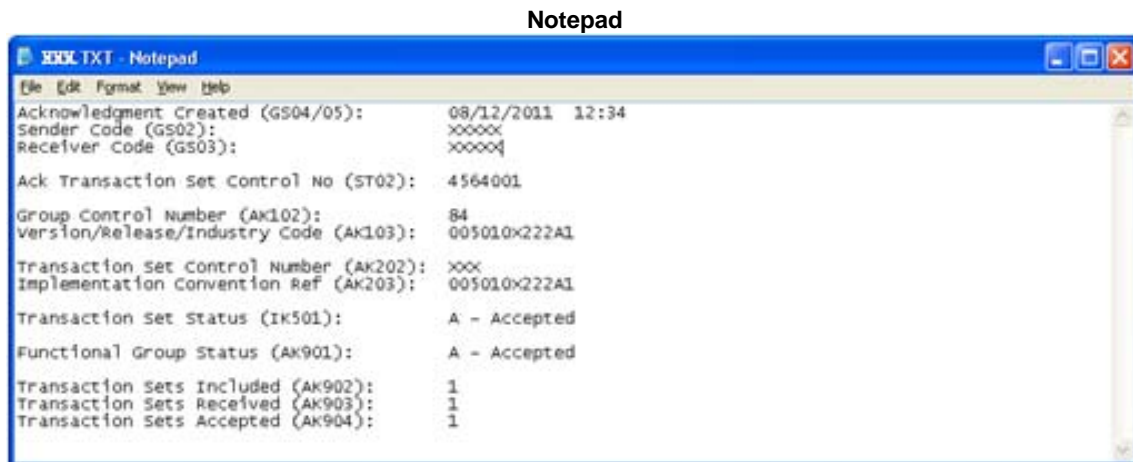 Notepad
XXX.TXT - Notepad
File Edit Format View Help
Acknowledgment Created (GS04/05): 08/12/2011 12:34
Sender Code (GS02): XXXXX
Receiver Code (GS03): XXXXX
Ack Transaction Set Control No (ST02): 4564001
Group Control Number (AK102): 84
Version/Release/Industry Code (AK103): 005010X222A1
Transaction Set Control Number (AK202): XXX
Implementation Convention Ref (AK203): 005010X222A1
Transaction Set Status (IK501): A - Accepted
Functional Group Status (AK901): A - Accepted
Transaction Sets Included (AK902): 1
Transaction Sets Received (AK903): 1
Transaction Sets Accepted (AK904): 1